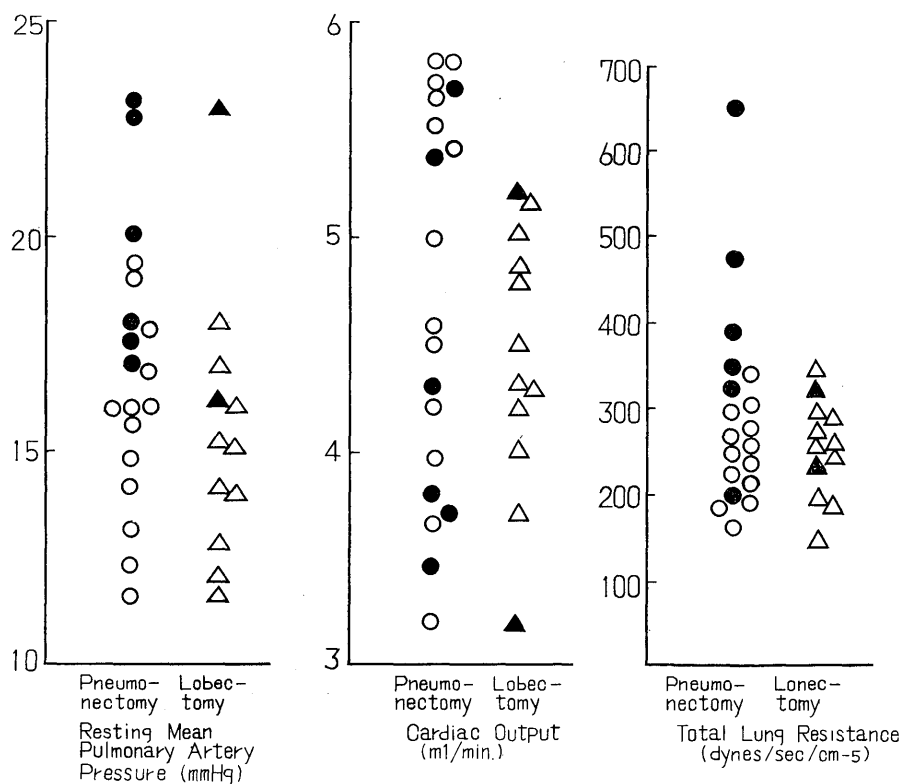 25
20
15
10
Pneumo-
nectomy
Lobec-
tomy
Resting Mean
Pulmonary Artery
Pressure (mmHg)
6
5
4
3
Pneumo-
nectomy
Lobec-
tomy
Cardiac Output
(m1/min.)
700
600
500
400
300
200
100
Pneumo-
nectomy
Lonec-
tomy
Total Lung Resistance
(dynes/sec/cm-5)